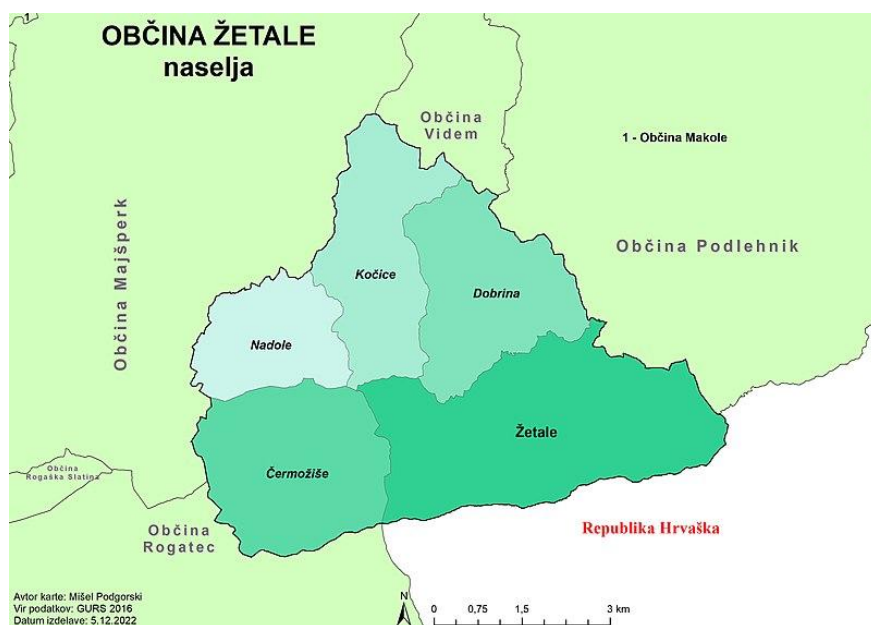 1
OBČINA ŽETALE
naselja
Občina
Videm
1 - Občina Makole
Občina Majšperk
Občina Podlehnik
Kočice
Dobrina
Nadole
Žetale
Čermožiše
Občina
Rogaška Slatina
Občina
Rogatec
Republika Hrvaška
Avtor karte: Mišel Podgorski
Vir podatkov: GURS 2016
Datum izdelave: 5.12.2022
N
0 0,75 1,5 3 km